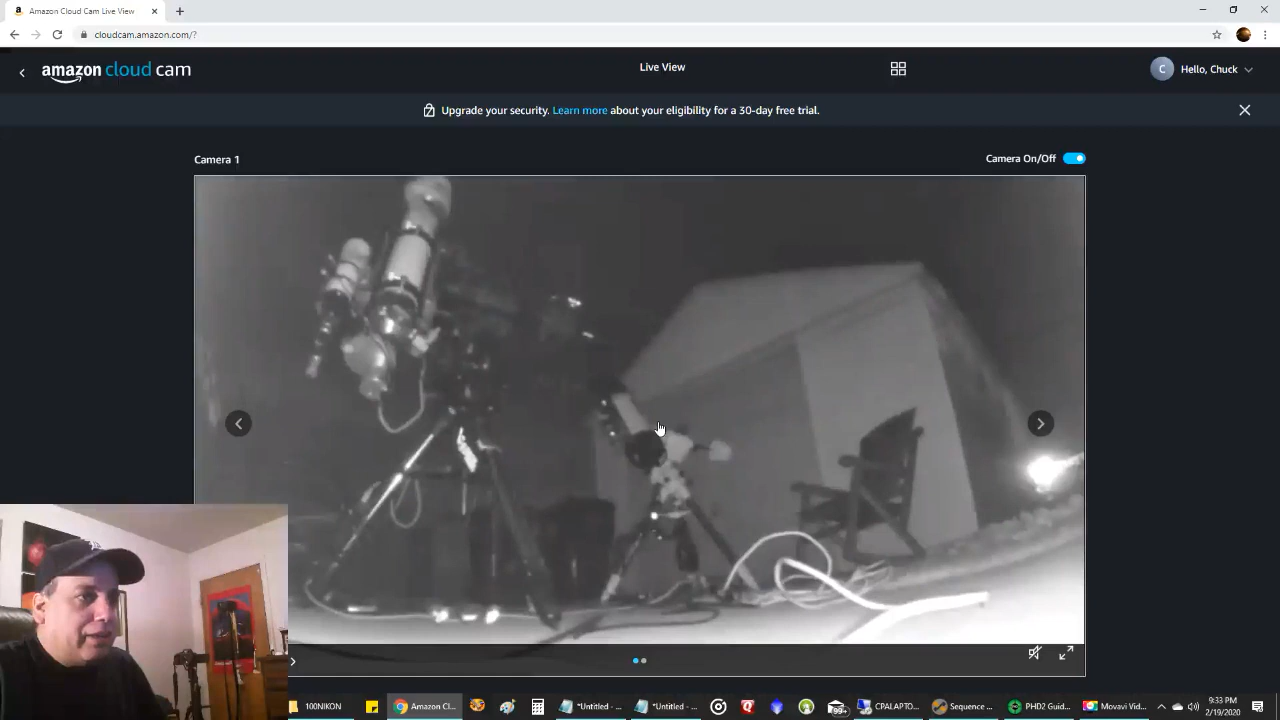 Amazon Cloud Cam Live View
cloudcam.amazon.com/?
amazon cloud cam
Live View
C Hello, Chuck
Upgrade your security. Learn more about your eligibility for a 30-day free trial.
Camera 1
Camera On/Off
100NIKON
Amazon Cl...
*Untitled - ...
*Untitled - ...
99+
CPALAPTO...
Sequence ...
PHD2 Guid...
Movavi Vid...
9:33 PM
2/19/2020